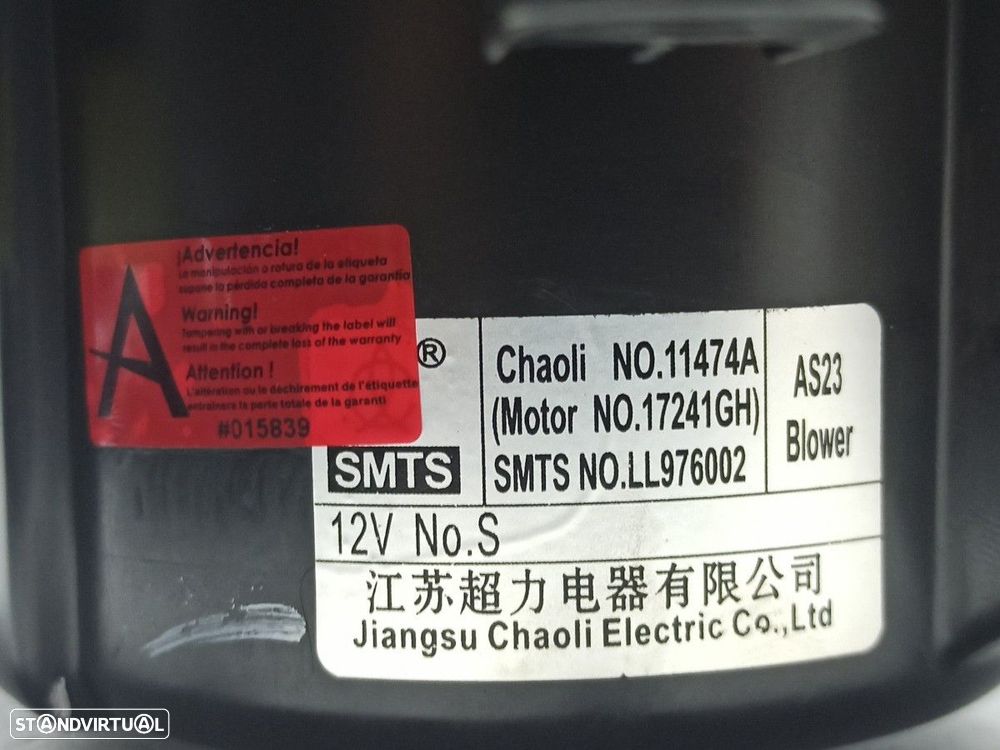 ¡Advertencia!
La manipulación o rotura de la etiqueta
supone la pérdida completa de la garantía
Warning!
Tampering with or breaking the label will
result in the complete loss of the warranty
Attention !
L'altération ou le déchirement de l'étiquette
entraînera la perte totale de la garanti
#015839
A
®
SMTS
Chaoli NO.11474A
(Motor NO.17241GH)
SMTS NO.LL976002
AS23
Blower
12V No.S
江苏超力电器有限公司
Jiangsu Chaoli Electric Co.,Ltd
STANDVIRTUAL